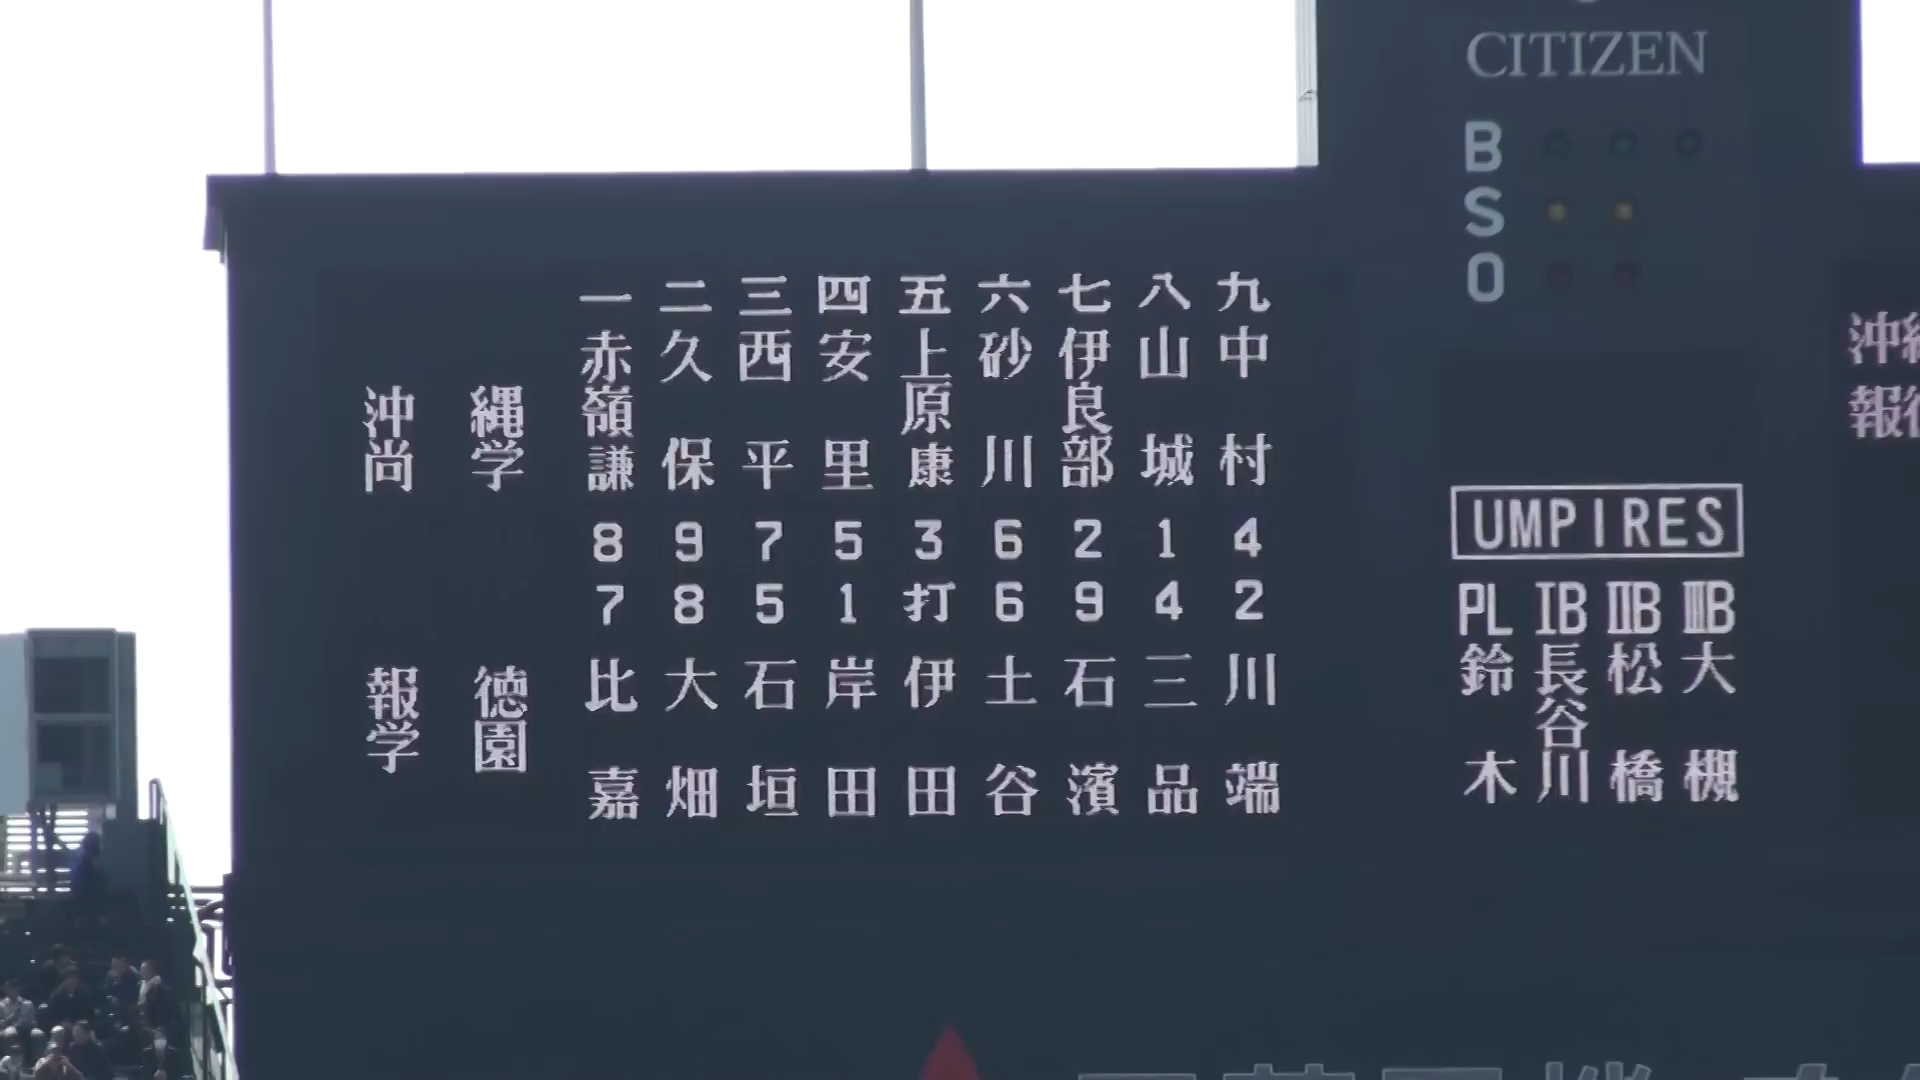 CITIZEN
B
S
O
一 二 三 四 五 六 七 八 九
沖縄尚学
赤嶺謙
久保
西平
安里
上原康
砂川
伊良部
山城
中村
8 9 7 5 3 6 2 1 4
7 8 5 1 打 6 9 4 2
報徳学園
比嘉
大畑
石垣
岸田
伊田
土谷
石濱
三品
川端
UMPIRES
PL ⅠB ⅡB ⅢB
鈴木
長谷川
松橋
大槻
沖縄
報徳